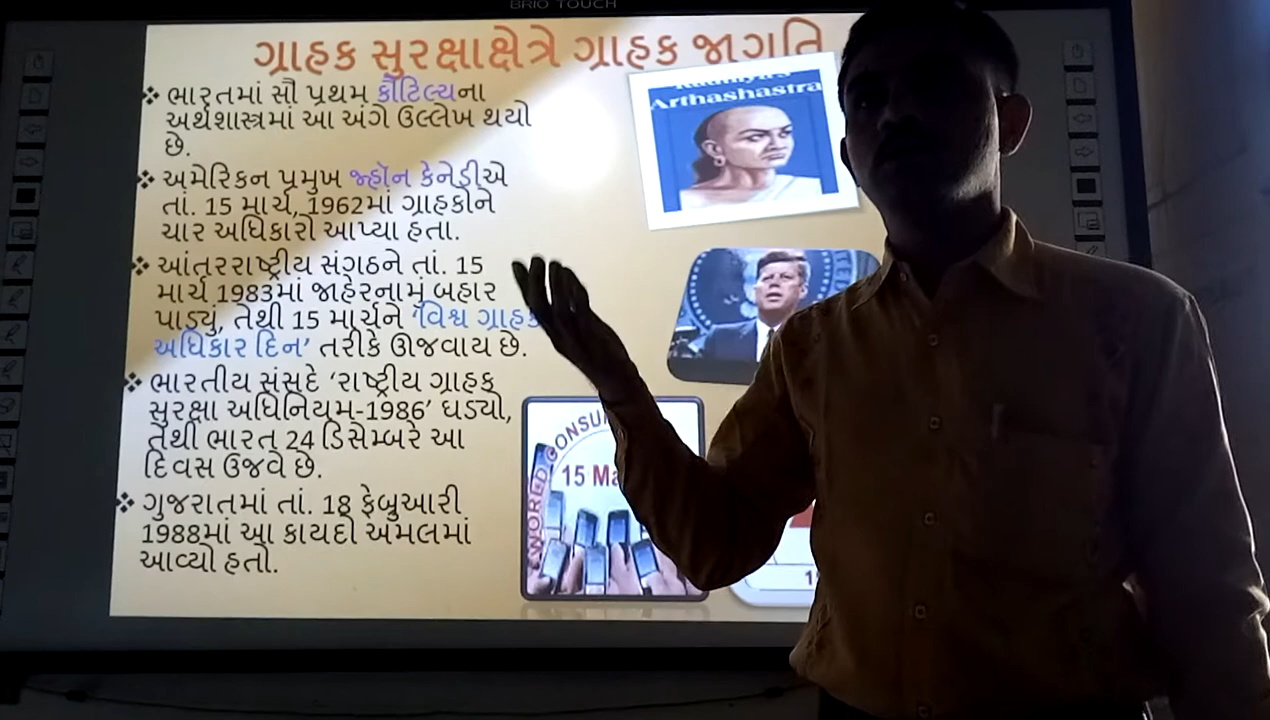 BRIO TOUCH
ગ્રાહક સુરક્ષાક્ષેત્રે ગ્રાહક જાગૃતિ
❖ ભારતમાં સૌ પ્રથમ કૌટિલ્યના
અર્થશાસ્ત્રમાં આ અંગે ઉલ્લેખ થયો
છે.
❖ અમેરિકન પ્રમુખ જ્હૉન કેનેડીએ
તાં. 15 માર્ચ, 1962માં ગ્રાહકોને
ચાર અધિકારો આપ્યા હતા.
❖ આંતરરાષ્ટ્રીય સંગઠને તાં. 15
માર્ચ 1983માં જાહેરનામું બહાર
પાડ્યું, તેથી 15 માર્ચને ‘વિશ્વ ગ્રાહક
અધિકાર દિન’ તરીકે ઊજવાય છે.
❖ ભારતીય સંસદે ‘રાષ્ટ્રીય ગ્રાહક
સુરક્ષા અધિનિયમ-1986’ ઘડ્યો,
તેથી ભારત 24 ડિસેમ્બરે આ
દિવસ ઉજવે છે.
❖ ગુજરાતમાં તાં. 18 ફેબ્રુઆરી
1988માં આ કાયદો અમલમાં
આવ્યો હતો.
Arthashastra
WORLD
15